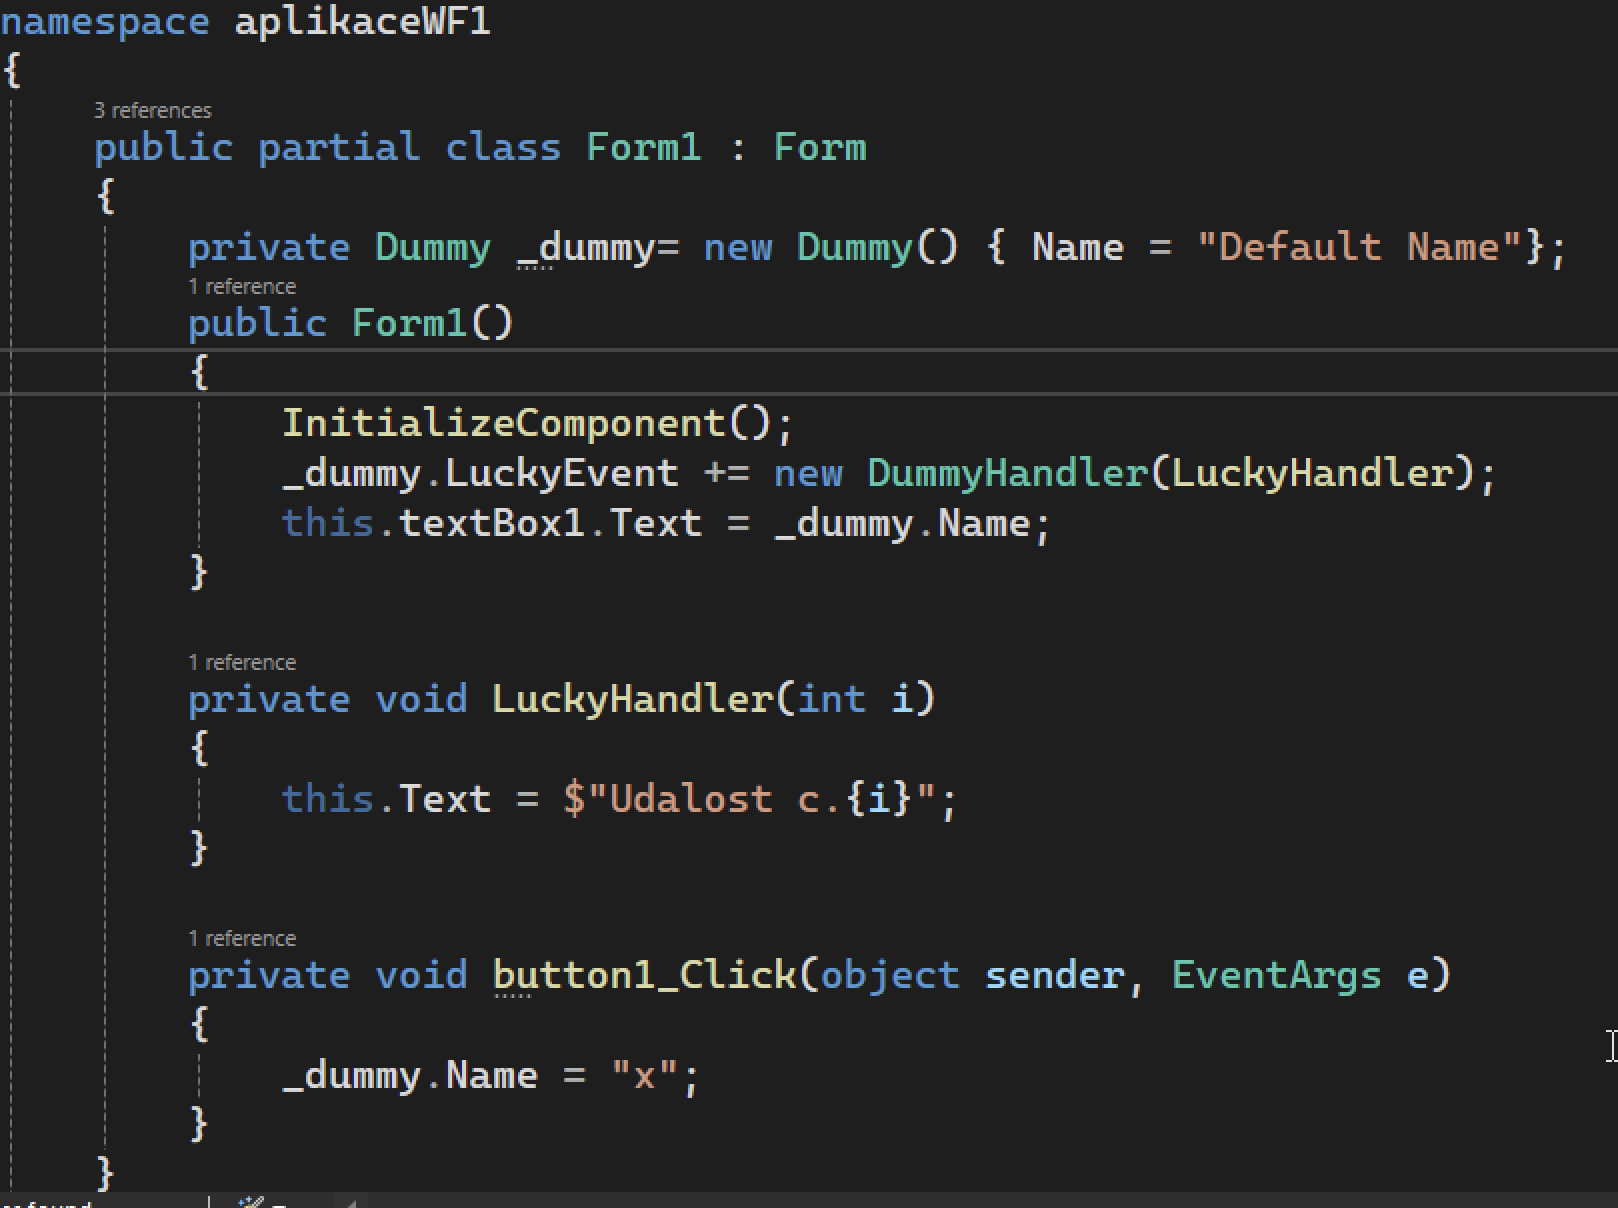 namespace aplikaceWF1
{
3 references
public partial class Form1 : Form
{
private Dummy _dummy= new Dummy() { Name = "Default Name"};
1 reference
public Form1()
{
InitializeComponent();
_dummy.LuckyEvent += new DummyHandler(LuckyHandler);
this.textBox1.Text = _dummy.Name;
}
1 reference
private void LuckyHandler(int i)
{
this.Text = $"Udalost c.{i}";
}
1 reference
private void button1_Click(object sender, EventArgs e)
{
_dummy.Name = "x";
}
}